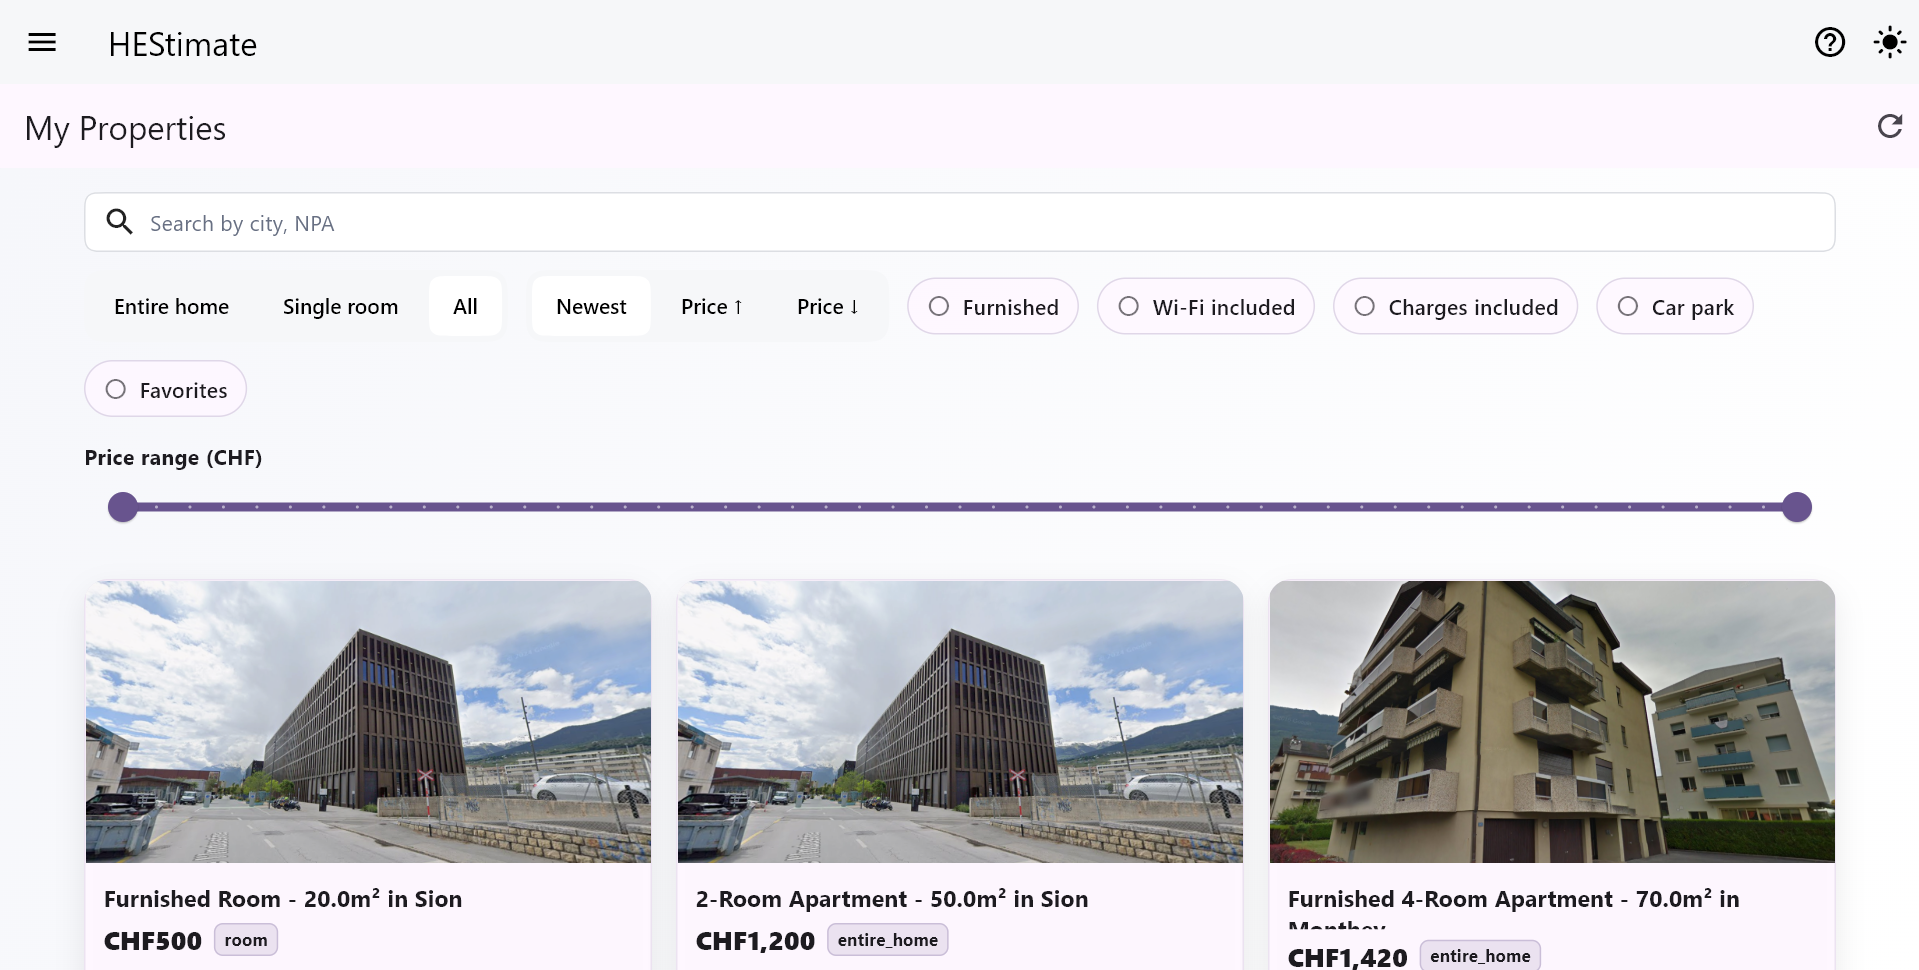 HEStimate
My Properties
Search by city, NPA
Entire home Single room All Newest Price ↑ Price ↓ Furnished Wi-Fi included Charges included Car park
Favorites
Price range (CHF)
Furnished Room - 20.0m² in Sion
CHF500 room
2-Room Apartment - 50.0m² in Sion
CHF1,200 entire_home
Furnished 4-Room Apartment - 70.0m² in
Monthey
CHF1,420 entire_home